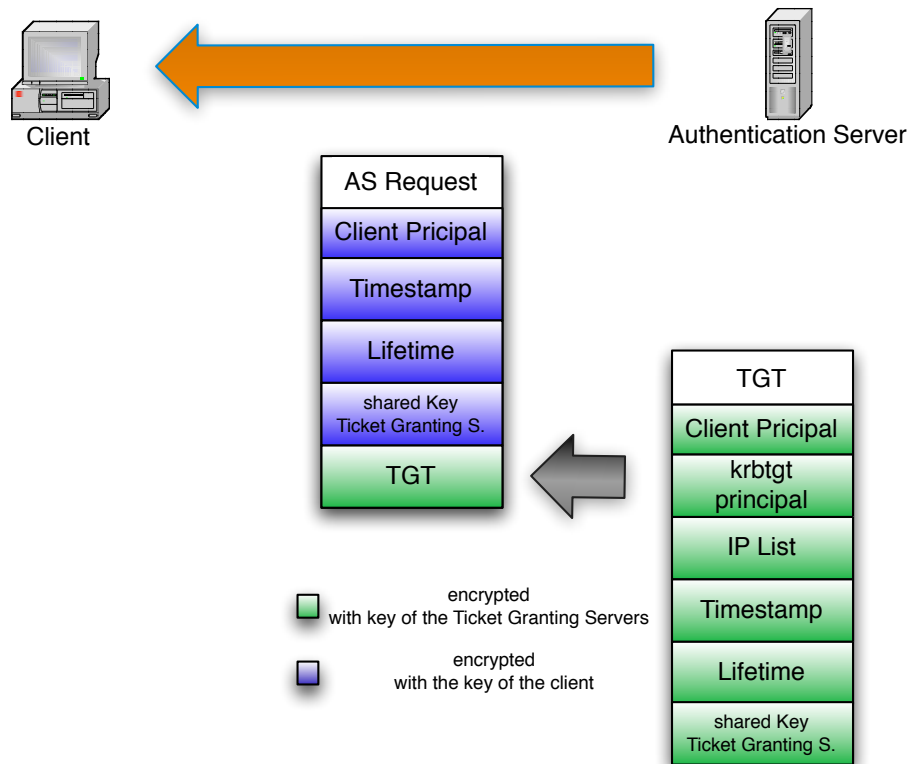 Client
Authentication Server
AS Request
Client Pricipal
Timestamp
Lifetime
shared Key
Ticket Granting S.
TGT
TGT
Client Pricipal
krbtgt
principal
IP List
Timestamp
Lifetime
shared Key
Ticket Granting S.
encrypted
with key of the Ticket Granting Servers
encrypted
with the key of the client